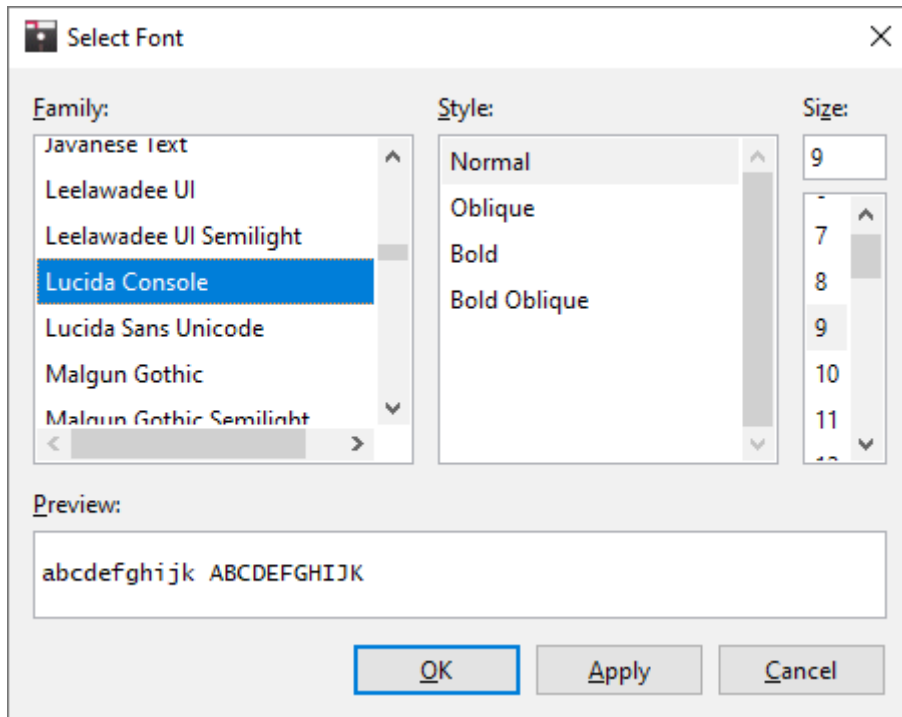 Select Font
Family:
Style:
Size:
Javanese Text
Leelawadee UI
Leelawadee UI Semilight
Lucida Console
Lucida Sans Unicode
Malgun Gothic
Malgun Gothic Semilight
Normal
Oblique
Bold
Bold Oblique
9
7
8
9
10
11
Preview:
abcdefghijk ABCDEFGHIJK
OK
Apply
Cancel